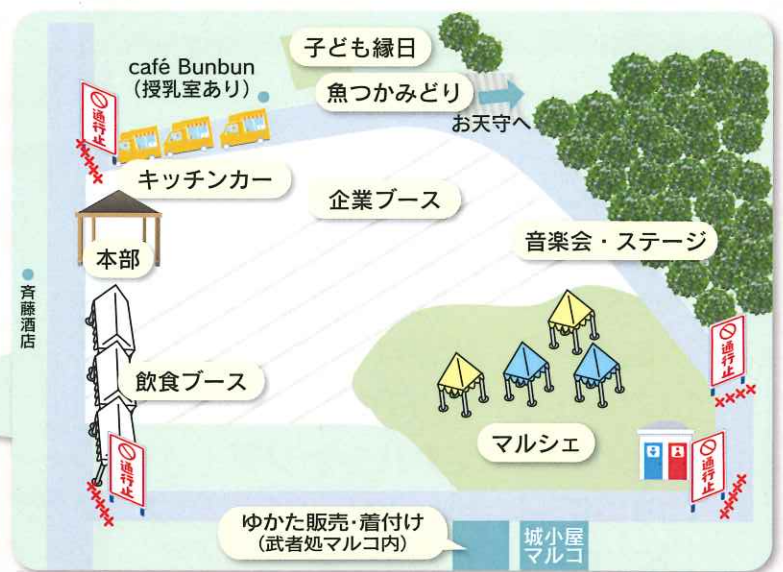 子ども縁日
café Bunbun
（授乳室あり）
魚つかみどり
お天守へ
通行止
キッチンカー
企業ブース
音楽会・ステージ
本部
斉藤酒店
通行止
飲食ブース
マルシェ
通行止
通行止
ゆかた販売・着付け
（武者処マルコ内）
城小屋
マルコ